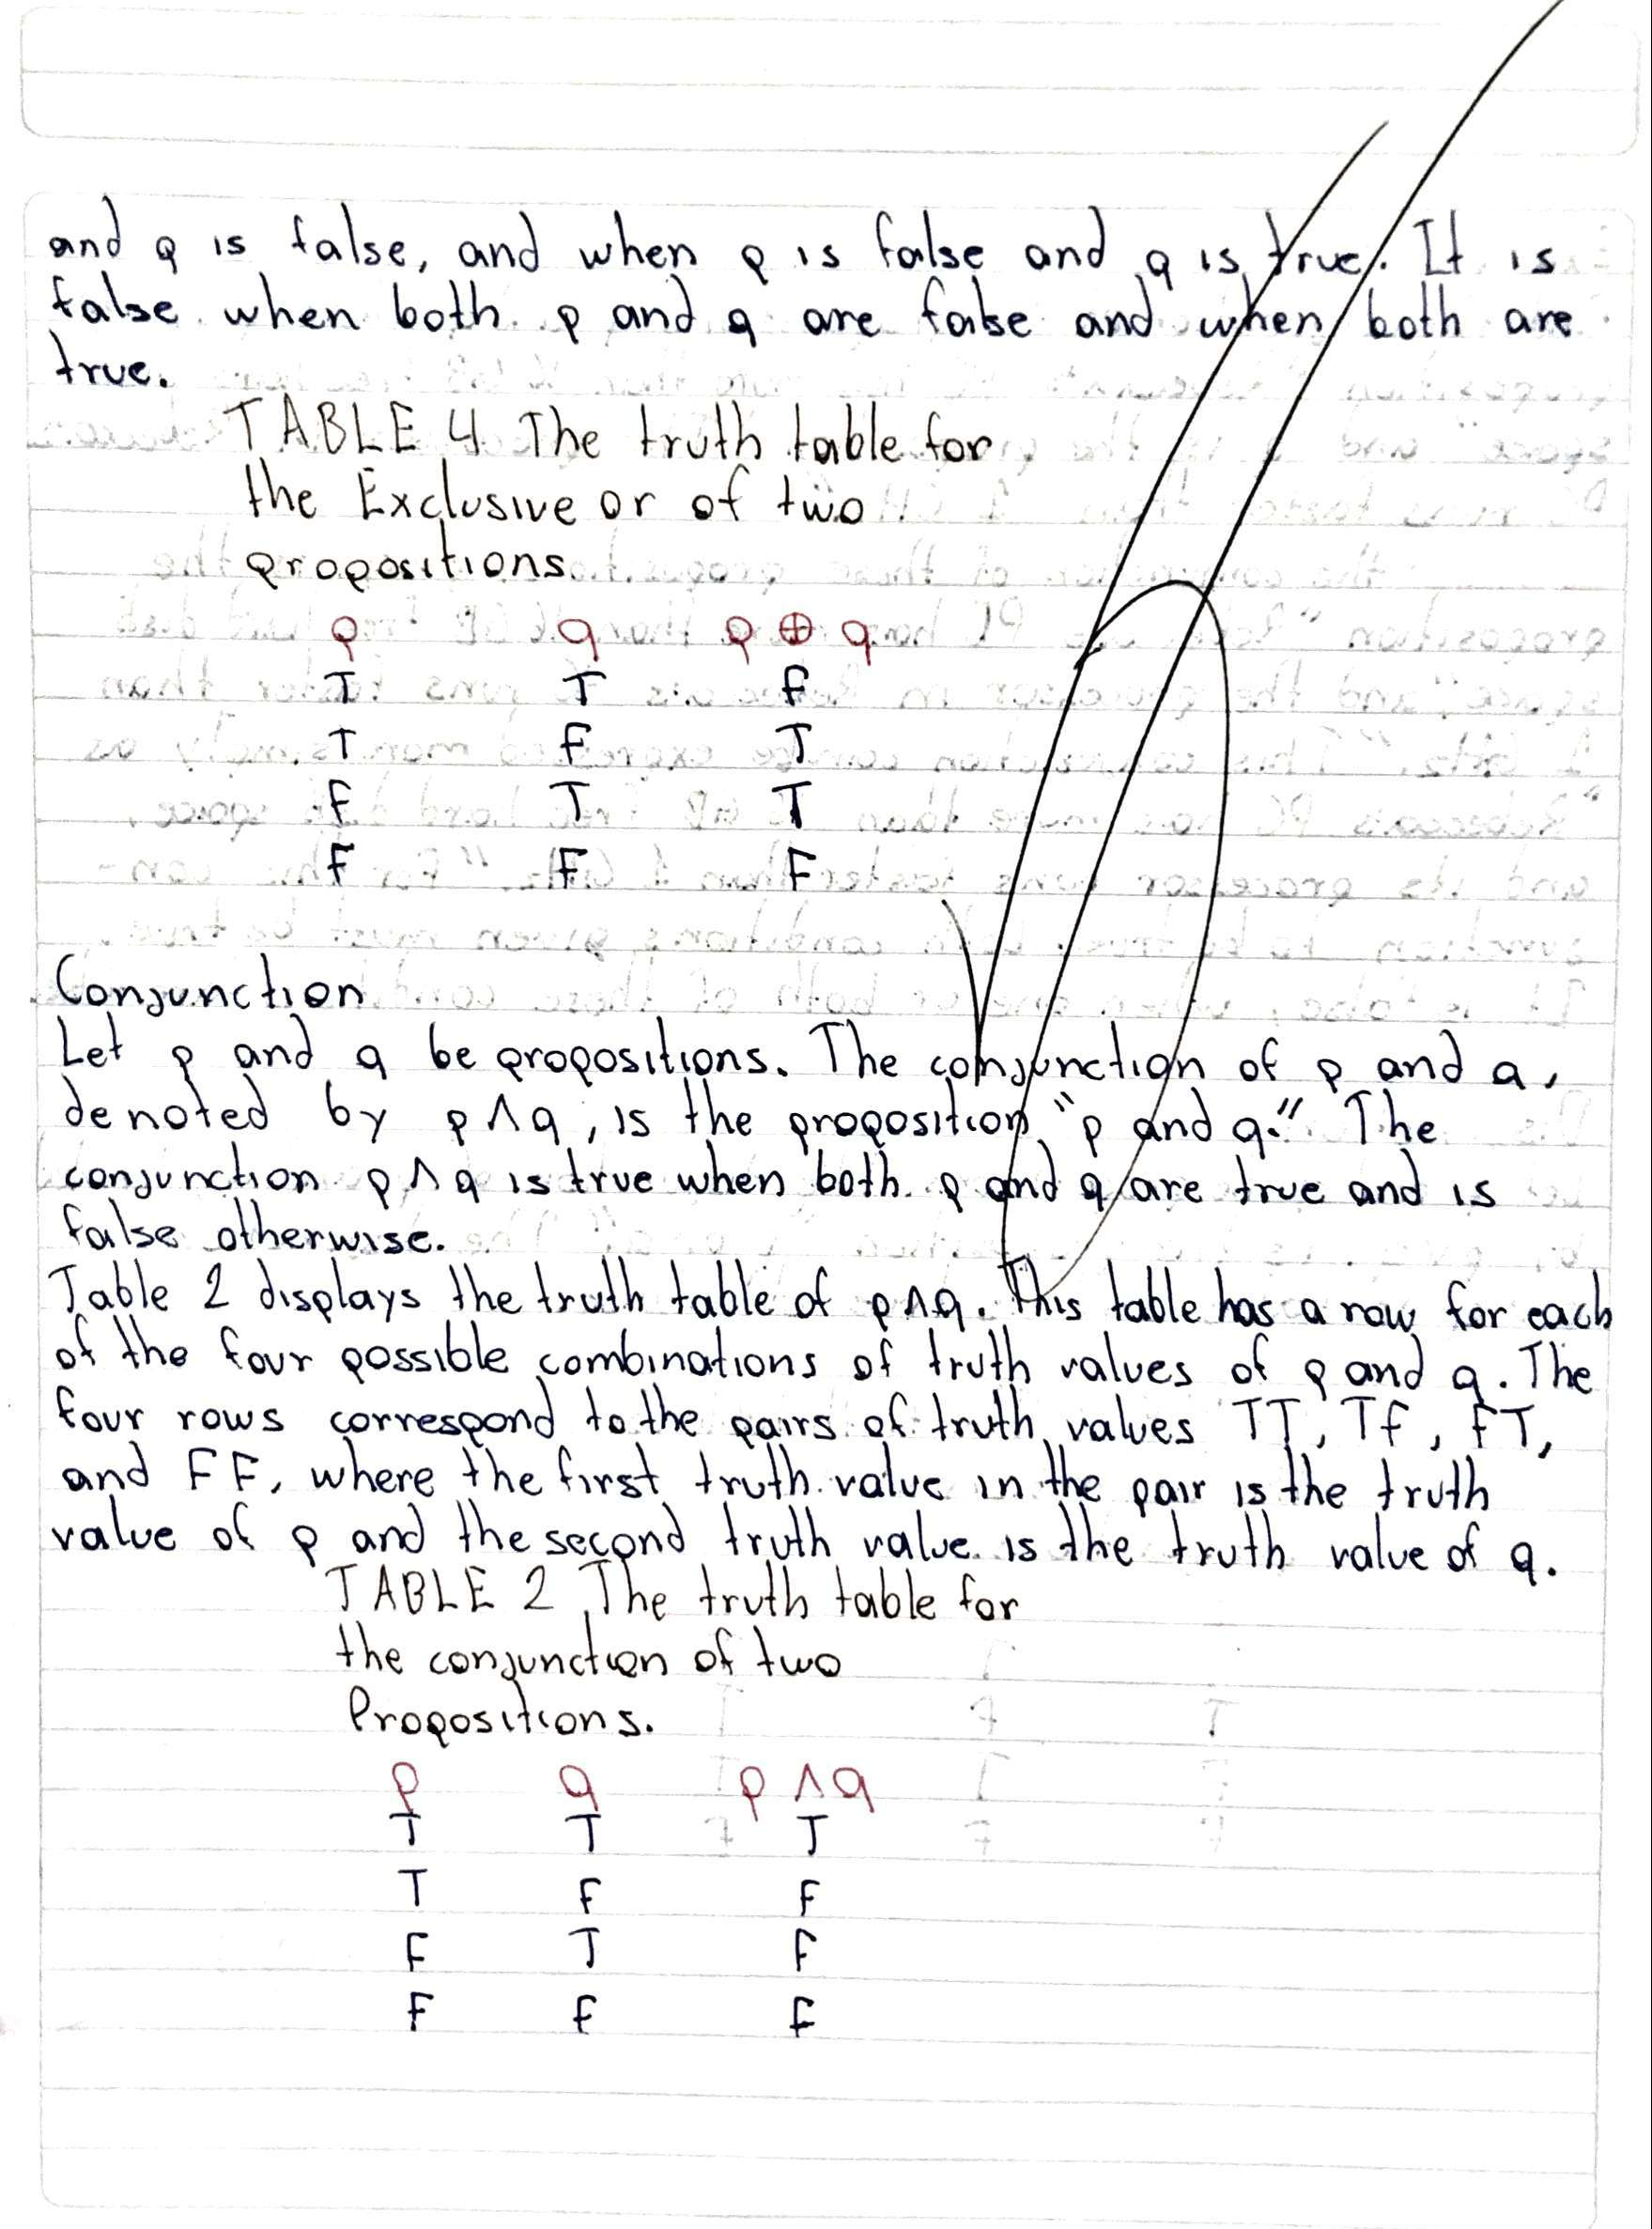 and q is false, and when p is false and q is true. It is
false when both p and q are false and when both are
true.
TABLE 4 The truth table for
the Exclusive or of two
propositions.
p q p ⊕ q
T T F
T F T
F T T
F F F
Conjunction
Let p and q be propositions. The conjunction of p and q,
denoted by p ∧ q, is the proposition "p and q." The
conjunction p ∧ q is true when both p and q are true and is
false otherwise.
Table 2 displays the truth table of p ∧ q. This table has a row for each
of the four possible combinations of truth values of p and q. The
four rows correspond to the pairs of truth values TT, TF, FT,
and FF, where the first truth value in the pair is the truth
value of p and the second truth value is the truth value of q.
TABLE 2 The truth table for
the conjunction of two
Propositions.
p q p ∧ q
T T T
T F F
F T F
F F F